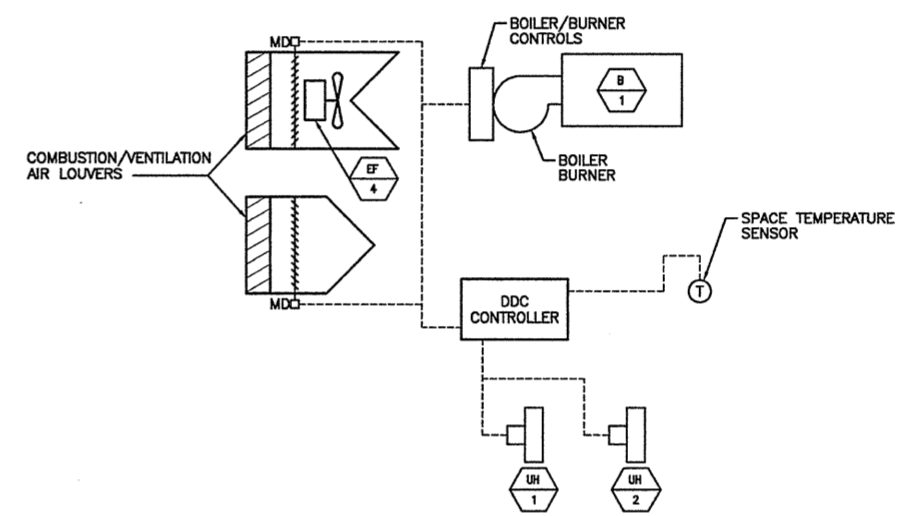 BOILER/BURNER
CONTROLS
MD
B
1
COMBUSTION/VENTILATION
AIR LOUVERS
EF
4
BOILER
BURNER
SPACE TEMPERATURE
SENSOR
T
MD
DDC
CONTROLLER
UH
1
UH
2